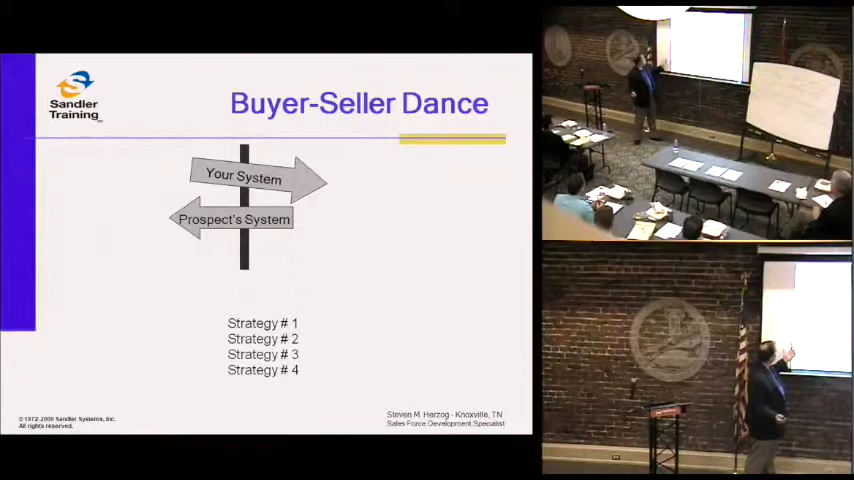 Sandler
Training
Buyer-Seller Dance
Your System
Prospect's System
Strategy # 1
Strategy # 2
Strategy # 3
Strategy # 4
© 1972-2009 Sandler Systems, Inc.
All rights reserved.
Steven M. Herzog - Knoxville, TN
Sales Force Development Specialist